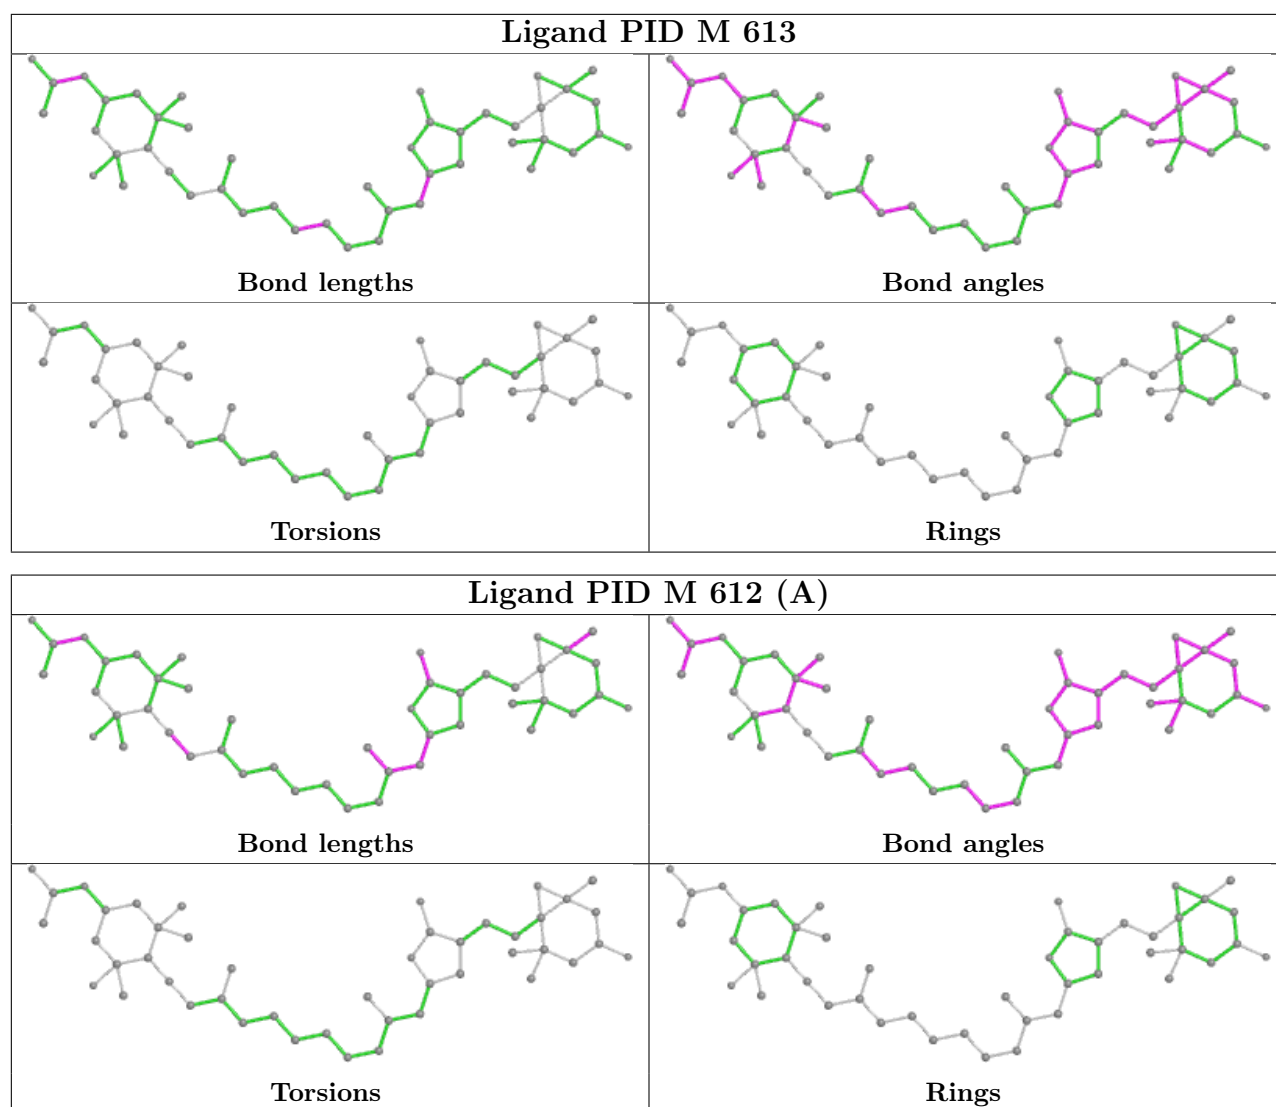 Ligand PID M 613
Bond lengths
Bond angles
Torsions
Rings
Ligand PID M 612 (A)
Bond lengths
Bond angles
Torsions
Rings